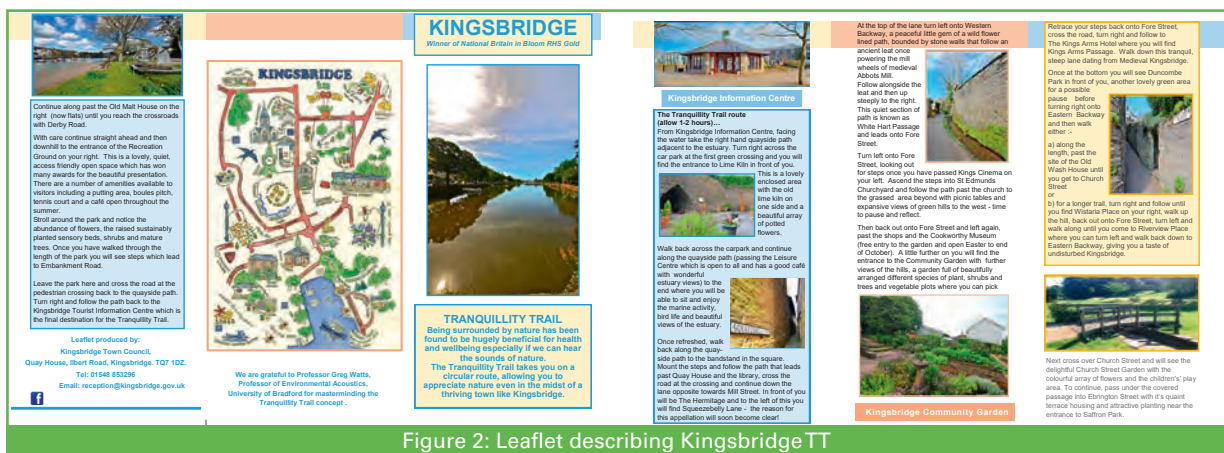 Continue along past the Old Malt House on the
right (now flats) until you reach the crossroads
with Derby Road.
With care continue straight ahead and then
downhill to the entrance of the Recreation
Ground on your right. This is a lovely, quiet,
access friendly open space which has won
many awards for the beautiful presentation.
There are a number of amenities available to
visitors including a putting area, boules pitch,
tennis court and a café open throughout the
summer.
Stroll around the park and notice the
abundance of flowers, the raised sustainably
planted sensory beds, shrubs and mature
trees. Once you have walked through the
length of the park you will see steps which lead
to Embankment Road.
Leave the park here and cross the road at the
pedestrian crossing back to the quayside path.
Turn right and follow the path back to the
Kingsbridge Tourist Information Centre which is
the final destination for the Tranquillity Trail.
Leaflet produced by:
Kingsbridge Town Council,
Quay House, Ilbert Road, Kingsbridge. TQ7 1DZ.
Tel: 01548 853296
Email: reception@kingsbridge.gov.uk
f
KINGSBRIDGE
We are grateful to Professor Greg Watts,
Professor of Environmental Acoustics,
University of Bradford for masterminding the
Tranquillity Trail concept .
KINGSBRIDGE
Winner of National Britain in Bloom RHS Gold
TRANQUILLITY TRAIL
Being surrounded by nature has been
found to be hugely beneficial for health
and wellbeing especially if we can hear
the sounds of nature.
The Tranquillity Trail takes you on a
circular route, allowing you to
appreciate nature even in the midst of a
thriving town like Kingsbridge.
Kingsbridge Information Centre
The Tranquillity Trail route
(allow 1-2 hours)...
From Kingsbridge Information Centre, facing
the water take the right hand quayside path
adjacent to the estuary. Turn right across the
car park at the first green crossing and you will
find the entrance to Lime Kiln in front of you.
This is a lovely
enclosed area
with the old
lime kiln on
one side and a
beautiful array
of potted
flowers.
Walk back across the carpark and continue
along the quayside path (passing the Leisure
Centre which is open to all and has a good café
with wonderful
estuary views) to the
end where you will be
able to sit and enjoy
the marine activity,
bird life and beautiful
views of the estuary.
Once refreshed, walk
back along the quay-
side path to the bandstand in the square.
Mount the steps and follow the path that leads
past Quay House and the library, cross the
road at the crossing and continue down the
lane opposite towards Mill Street. In front of you
will be The Hermitage and to the left of this you
will find Squeezebelly Lane - the reason for
this appellation will soon become clear!
At the top of the lane turn left onto Western
Backway, a peaceful little gem of a wild flower
lined path, bounded by stone walls that follow an
ancient leat once
powering the mill
wheels of medieval
Abbots Mill.
Follow alongside the
leat and then up
steeply to the right.
This quiet section of
path is known as
White Hart Passage
and leads onto Fore
Street.
Turn left onto Fore
Street, looking out
for steps once you have passed Kings Cinema on
your left. Ascend the steps into St Edmunds
Churchyard and follow the path past the church to
the grassed area beyond with picnic tables and
expansive views of green hills to the west - time
to pause and reflect.
Then back out onto Fore Street and left again,
past the shops and the Cookworthy Museum
(free entry to the garden and open Easter to end
of October). A little further on you will find the
entrance to the Community Garden with further
views of the hills, a garden full of beautifully
arranged different species of plant, shrubs and
trees and vegetable plots where you can pick
Kingsbridge Community Garden
Retrace your steps back onto Fore Street,
cross the road, turn right and follow to
The Kings Arms Hotel where you will find
Kings Arms Passage. Walk down this tranquil,
steep lane dating from Medieval Kingsbridge.
Once at the bottom you will see Duncombe
Park in front of you, another lovely green area
for a possible
pause before
turning right onto
Eastern Backway
and then walk
either :-
a) along the
length, past the
site of the Old
Wash House until
you get to Church
Street
or
b) for a longer trail, turn right and follow until
you find Wistaria Place on your right, walk up
the hill, back out onto Fore Street, turn left and
walk along until you come to Riverview Place
where you can turn left and walk back down to
Eastern Backway, giving you a taste of
undisturbed Kingsbridge.
Next cross over Church Street and will see the
delightful Church Street Garden with the
colourful array of flowers and the children's' play
area. To continue, pass under the covered
passage into Ebrington Street with it's quaint
terrace housing and attractive planting near the
entrance to Saffron Park.
Figure 2: Leaflet describing Kingsbridge TT